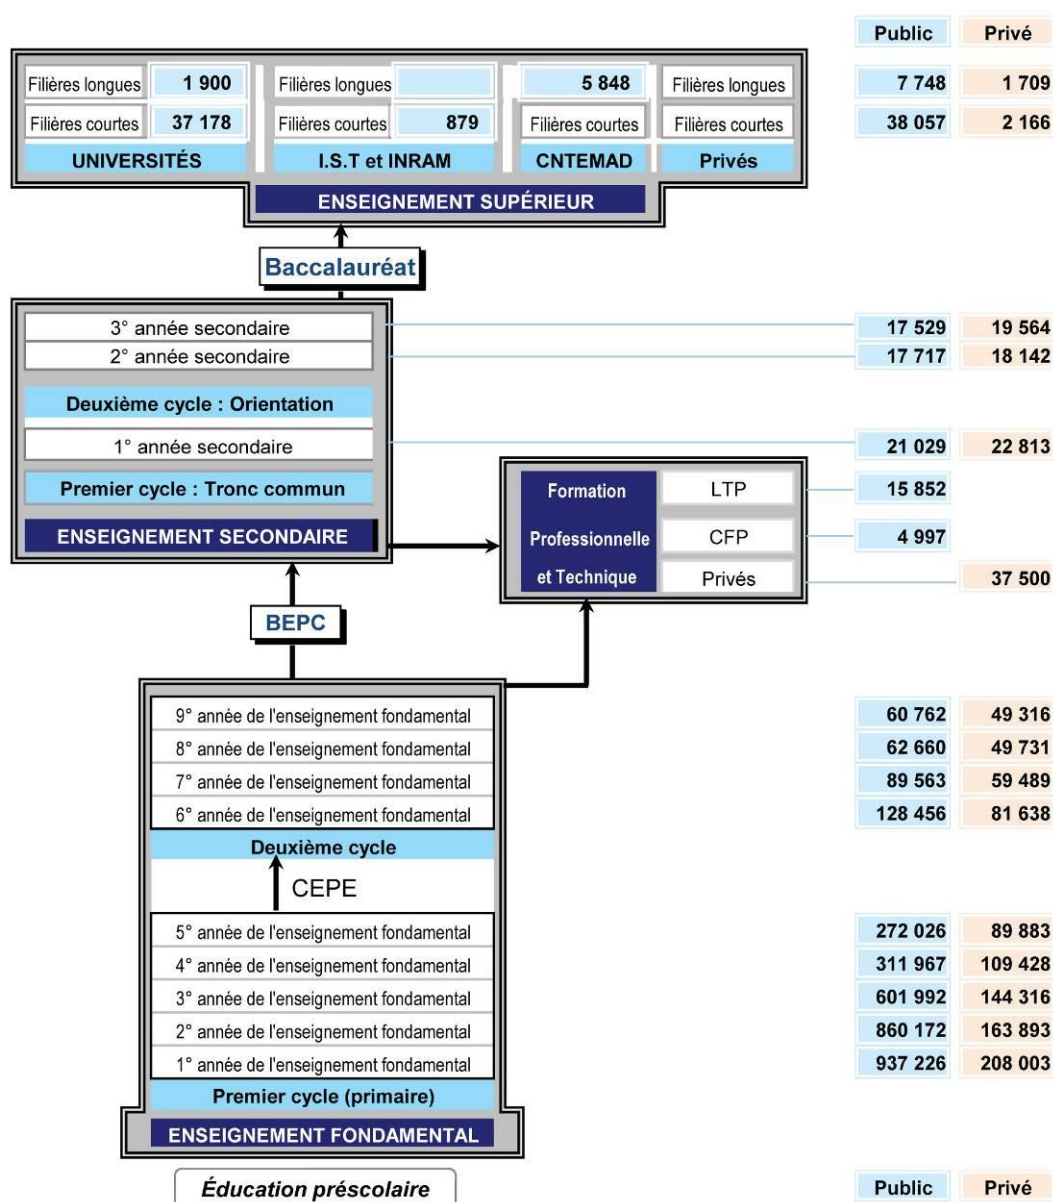 Public Privé
Filières longues 1 900 Filières longues 5 848 Filières longues 7 748 1 709
Filières courtes 37 178 Filières courtes 879 Filières courtes Filières courtes 38 057 2 166
UNIVERSITÉS I.S.T et INRAM CNTEMAD Privés
ENSEIGNEMENT SUPÉRIEUR
Baccalauréat
3° année secondaire 17 529 19 564
2° année secondaire 17 717 18 142
Deuxième cycle : Orientation
1° année secondaire 21 029 22 813
Premier cycle : Tronc commun
ENSEIGNEMENT SECONDAIRE
Formation LTP 15 852
Professionnelle CFP 4 997
et Technique Privés 37 500
BEPC
9° année de l'enseignement fondamental 60 762 49 316
8° année de l'enseignement fondamental 62 660 49 731
7° année de l'enseignement fondamental 89 563 59 489
6° année de l'enseignement fondamental 128 456 81 638
Deuxième cycle
CEPE
5° année de l'enseignement fondamental 272 026 89 883
4° année de l'enseignement fondamental 311 967 109 428
3° année de l'enseignement fondamental 601 992 144 316
2° année de l'enseignement fondamental 860 172 163 893
1° année de l'enseignement fondamental 937 226 208 003
Premier cycle (primaire)
ENSEIGNEMENT FONDAMENTAL
Éducation préscolaire Public Privé